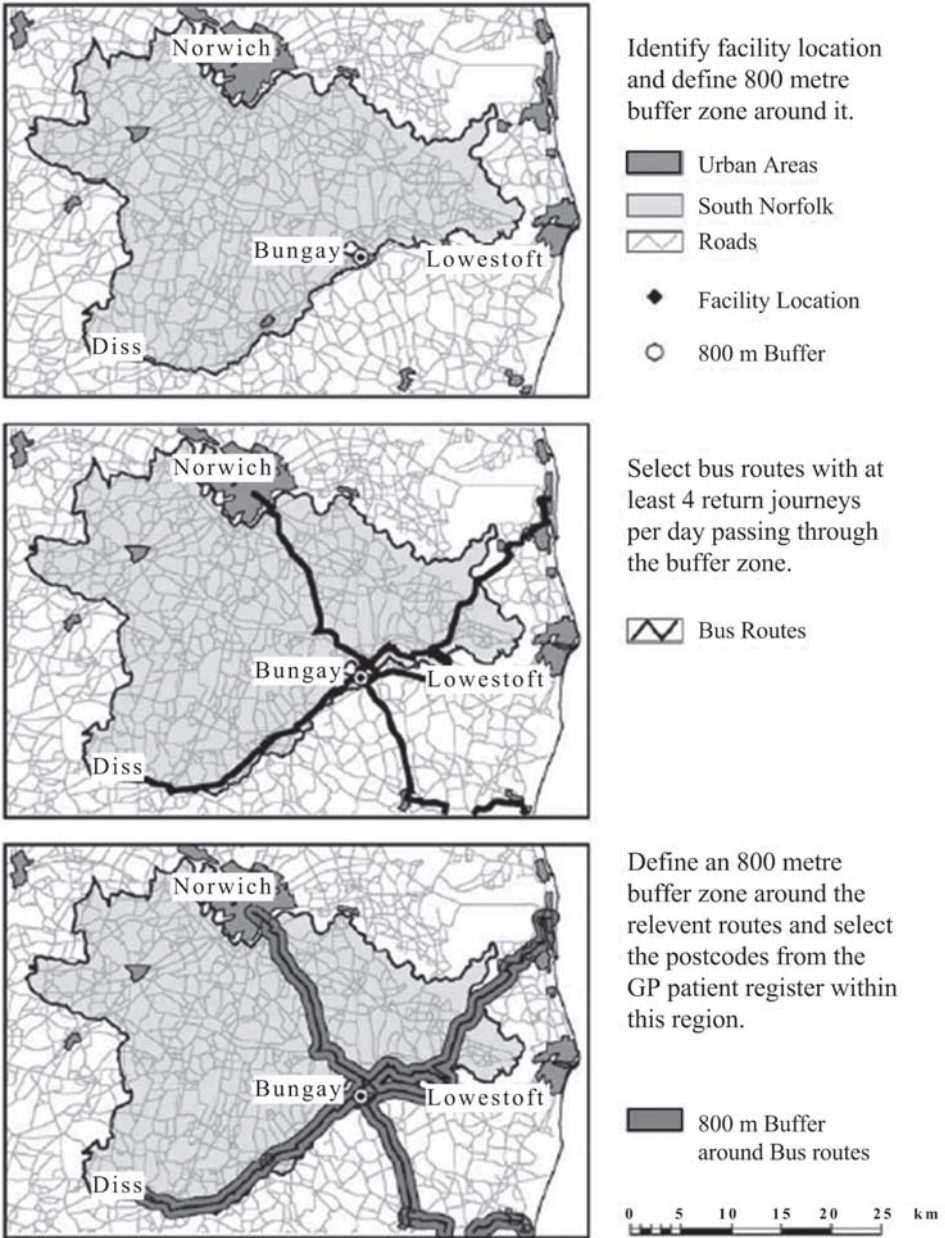 Norwich
Bungay
Lowestoft
Diss
Identify facility location
and define 800 metre
buffer zone around it.
Urban Areas
South Norfolk
Roads
Facility Location
800 m Buffer
Norwich
Bungay
Lowestoft
Diss
Select bus routes with at
least 4 return journeys
per day passing through
the buffer zone.
Bus Routes
Norwich
Bungay
Lowestoft
Diss
Define an 800 metre
buffer zone around the
relevent routes and select
the postcodes from the
GP patient register within
this region.
800 m Buffer
around Bus routes
0 5 10 15 20 25 km